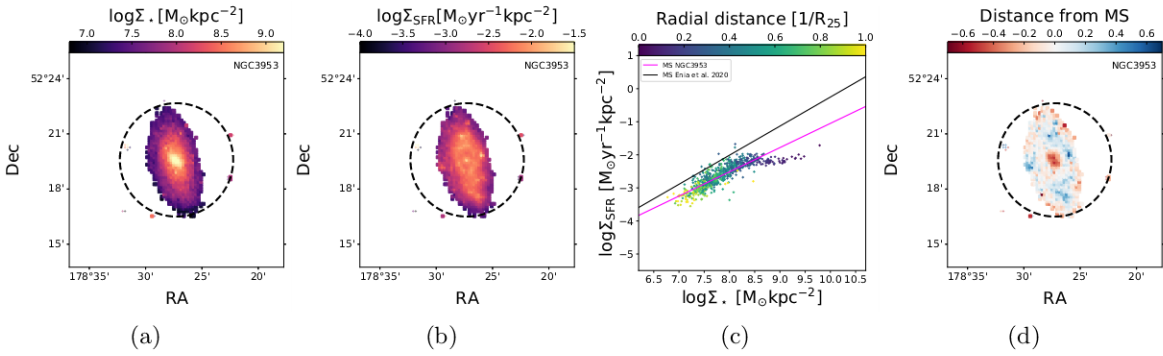 logΣ⋆ [M⊙kpc⁻²]
7.0 7.5 8.0 8.5 9.0
NGC3953
52°24'
21'
18'
15'
Dec
178°35' 30' 25' 20'
RA
(a)
logΣSFR[M⊙yr⁻¹kpc⁻²]
−4.0 −3.5 −3.0 −2.5 −2.0 −1.5
NGC3953
52°24'
21'
18'
15'
Dec
178°35' 30' 25' 20'
RA
(b)
Radial distance [1/R₂₅]
0.0 0.2 0.4 0.6 0.8 1.0
MS NGC3953
MS Enia et al. 2020
logΣSFR [M⊙yr⁻¹kpc⁻²]
0
−1
−2
−3
−4
−5
6.5 7.0 7.5 8.0 8.5 9.0 9.5 10.0 10.5
logΣ⋆ [M⊙kpc⁻²]
(c)
Distance from MS
−0.6 −0.4 −0.2 0.0 0.2 0.4 0.6
NGC3953
52°24'
21'
18'
15'
Dec
178°35' 30' 25' 20'
RA
(d)